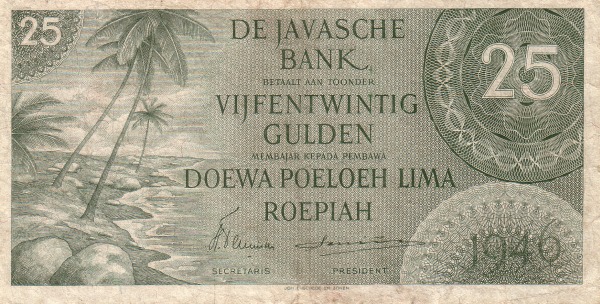 25
DE JAVASCHE
BANK
BETAALT AAN TOONDER
VIJFENTWINTIG
GULDEN
MEMBAJAR KEPADA PEMBAWA
DOEWA POELOEH LIMA
ROEPIAH
25
SECRETARIS PRESIDENT
1946